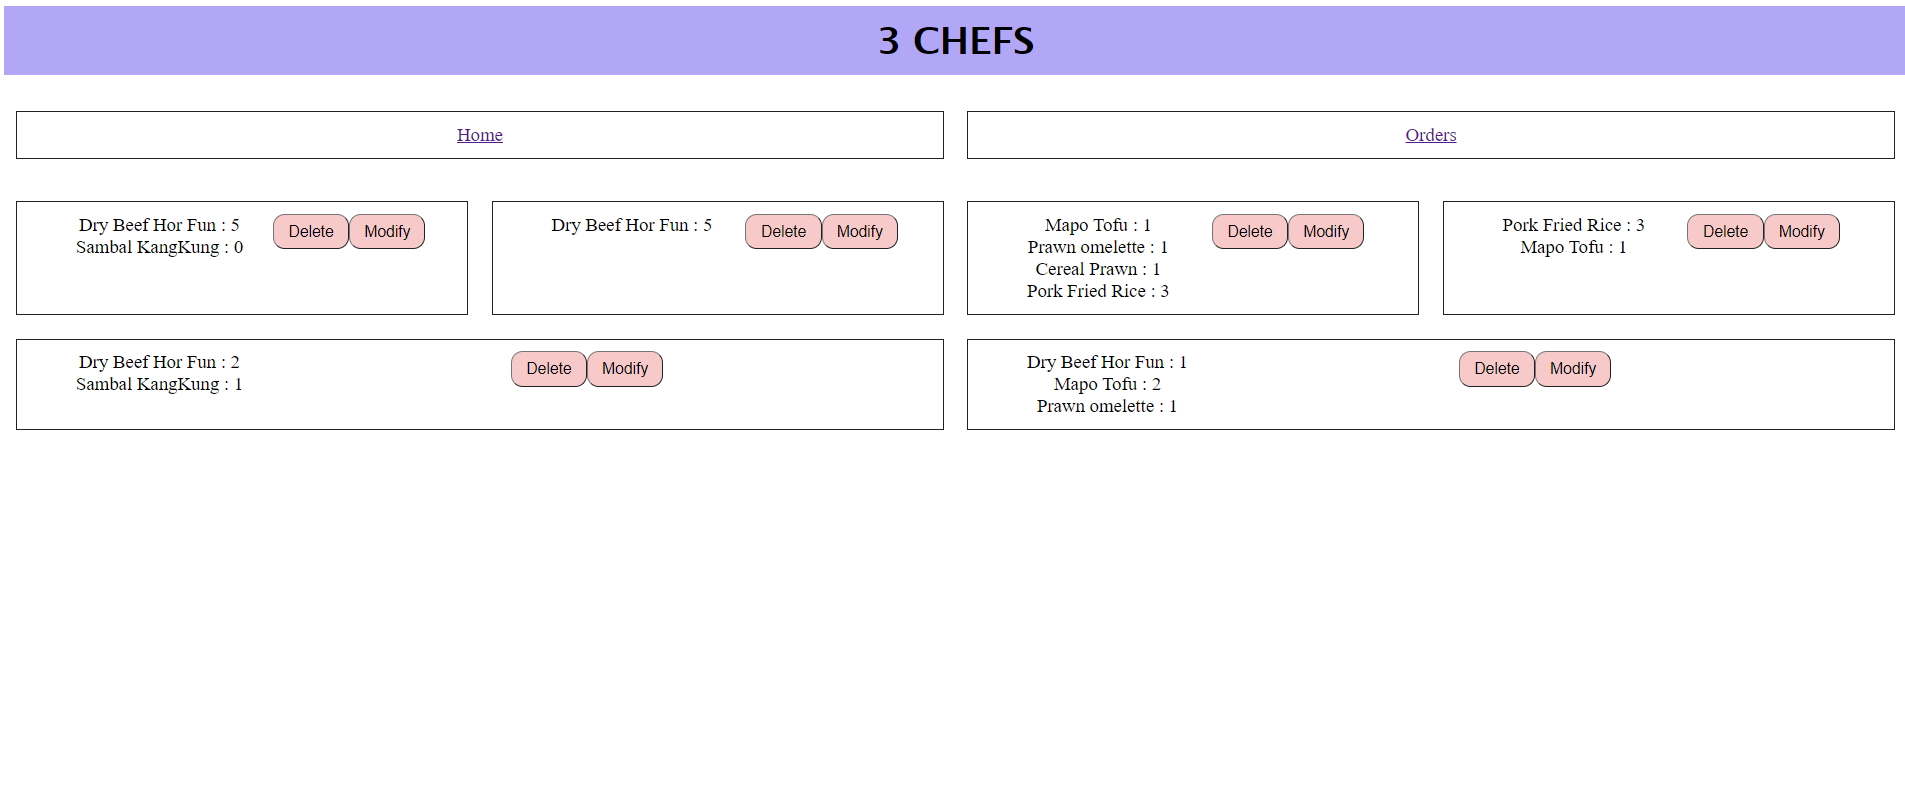 3 CHEFS
Home
Orders
Dry Beef Hor Fun : 5
Sambal KangKung : 0
Delete
Modify
Dry Beef Hor Fun : 5
Delete
Modify
Mapo Tofu : 1
Prawn omelette : 1
Cereal Prawn : 1
Pork Fried Rice : 3
Delete
Modify
Pork Fried Rice : 3
Mapo Tofu : 1
Delete
Modify
Dry Beef Hor Fun : 2
Sambal KangKung : 1
Delete
Modify
Dry Beef Hor Fun : 1
Mapo Tofu : 2
Prawn omelette : 1
Delete
Modify